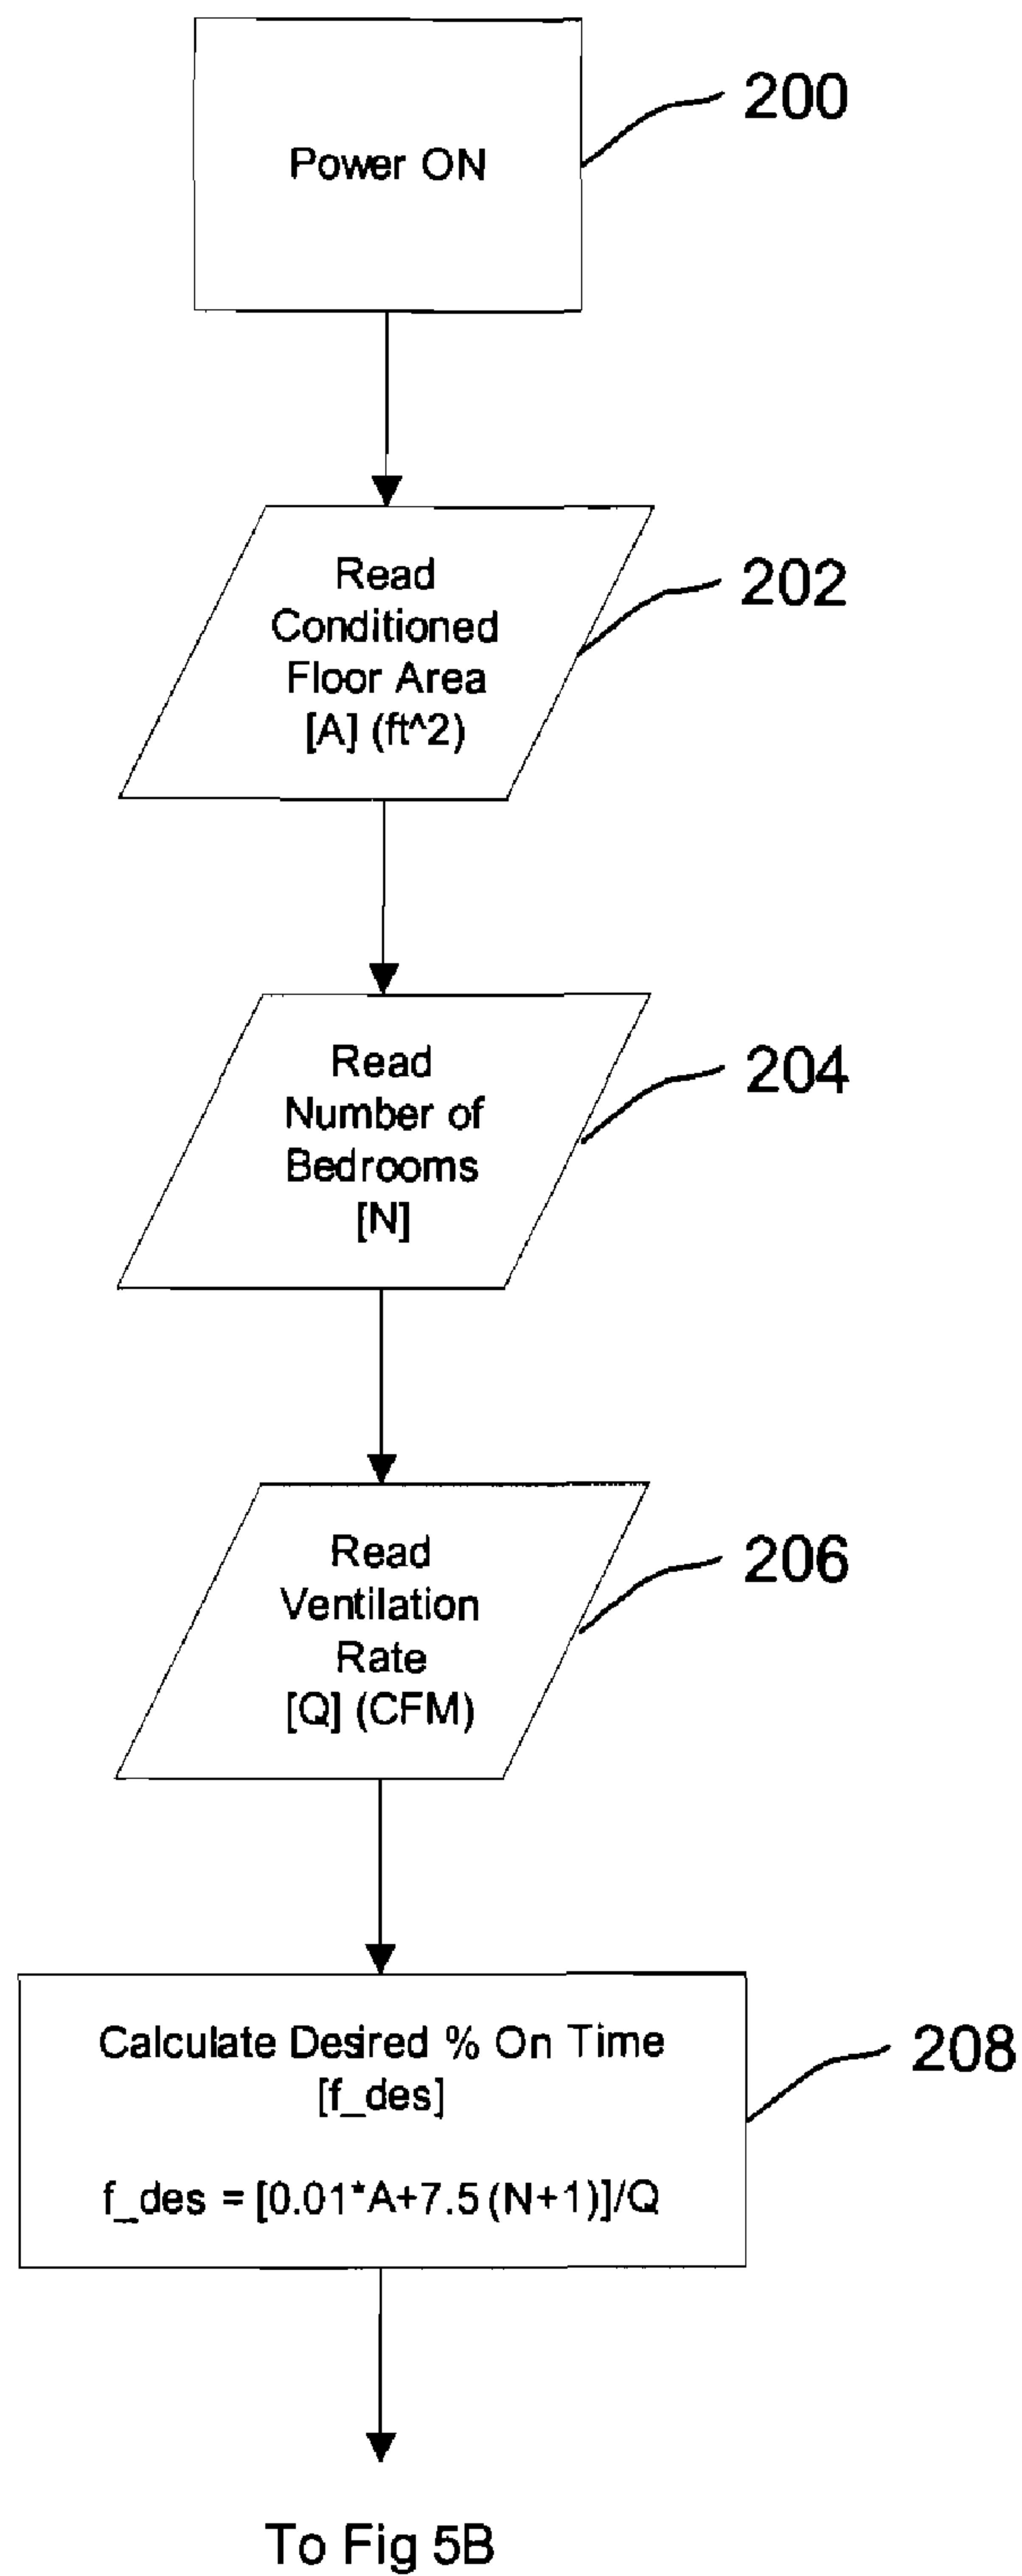 Power ON
200
Read
Conditioned
Floor Area
[A] (ft^2)
202
Read
Number of
Bedrooms
[N]
204
Read
Ventilation
Rate
[Q] (CFM)
206
Calculate Desired % On Time
[f_des]
f_des = [0.01*A+7.5 (N+1)]/Q
208
To Fig 5B